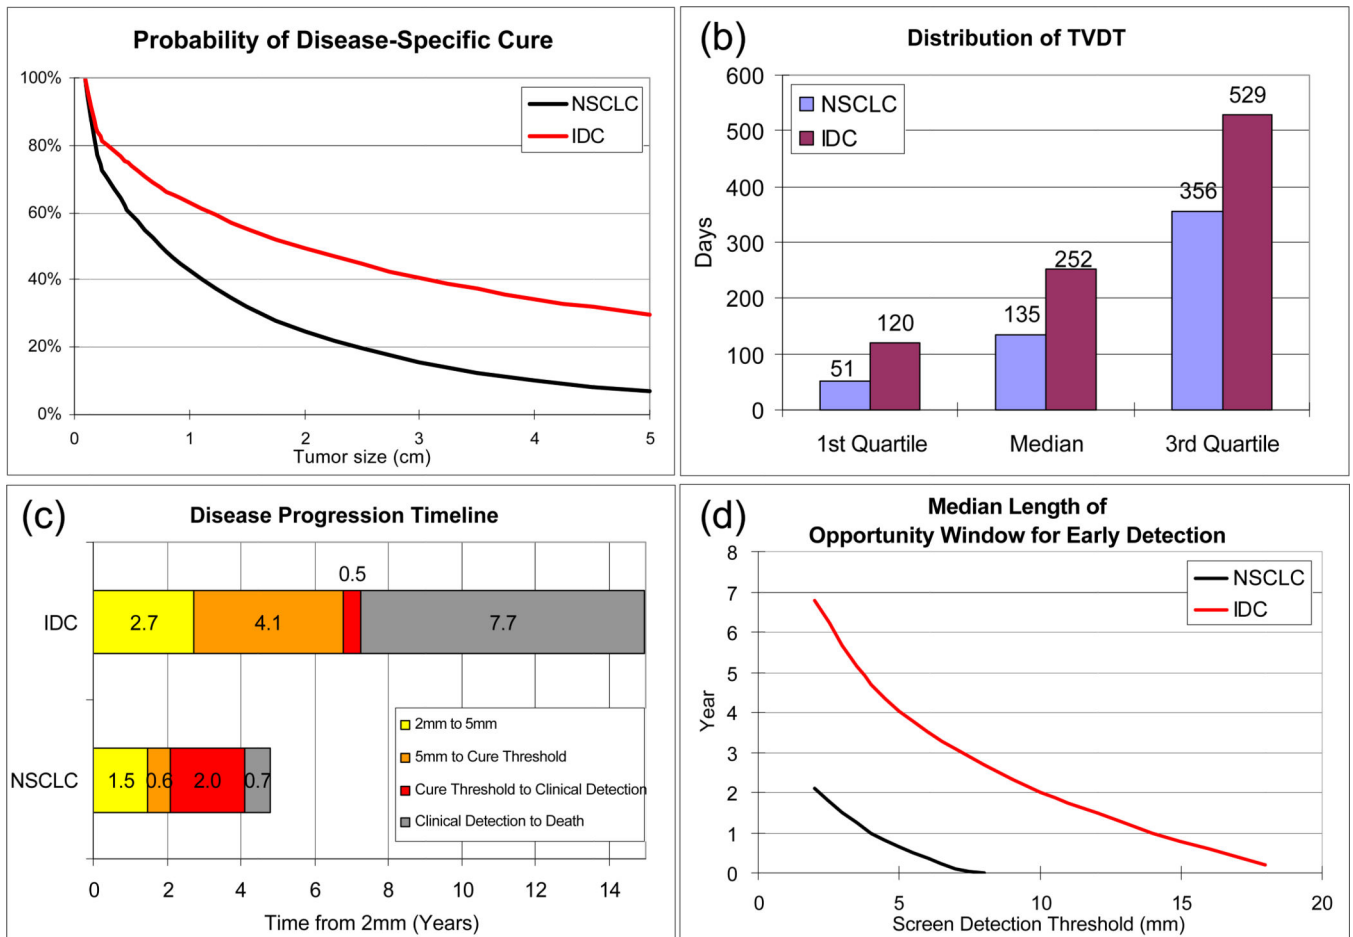 Probability of Disease-Specific Cure
100%
80%
60%
40%
20%
0%
NSCLC
IDC
0 1 2 3 4 5
Tumor size (cm)
(b)
Distribution of TVDT
600
500
400
300
200
100
0
Days
NSCLC
IDC
51
120
135
252
356
529
1st Quartile Median 3rd Quartile
(c)
Disease Progression Timeline
0.5
IDC
2.7 4.1 7.7
NSCLC
1.5 0.6 2.0 0.7
2mm to 5mm
5mm to Cure Threshold
Cure Threshold to Clinical Detection
Clinical Detection to Death
0 2 4 6 8 10 12 14
Time from 2mm (Years)
(d)
Median Length of
Opportunity Window for Early Detection
8
7
6
5
4
3
2
1
0
Year
NSCLC
IDC
0 5 10 15 20
Screen Detection Threshold (mm)